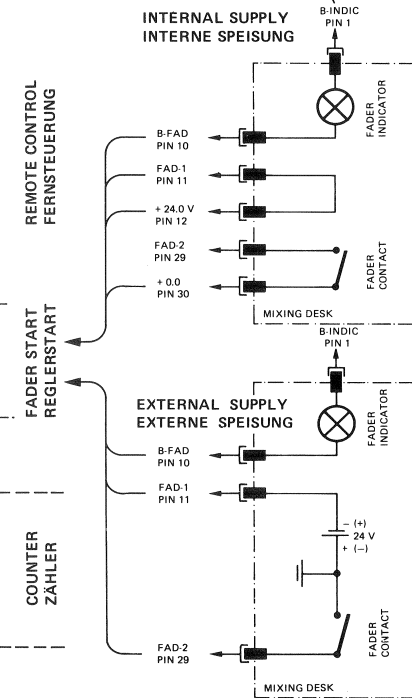 INTERNAL SUPPLY
INTERNE SPEISUNG
B-INDIC
PIN 1
FADER
INDICATOR
REMOTE CONTROL
FERNSTEUERUNG
B-FAD
PIN 10
FAD-1
PIN 11
+ 24.0 V
PIN 12
FAD-2
PIN 29
+ 0.0
PIN 30
FADER
CONTACT
MIXING DESK
FADER START
REGLERSTART
B-INDIC
PIN 1
EXTERNAL SUPPLY
EXTERNE SPEISUNG
FADER
INDICATOR
B-FAD
PIN 10
FAD-1
PIN 11
– (+)
24 V
+ (–)
COUNTER
ZÄHLER
FAD-2
PIN 29
FADER
CONTACT
MIXING DESK